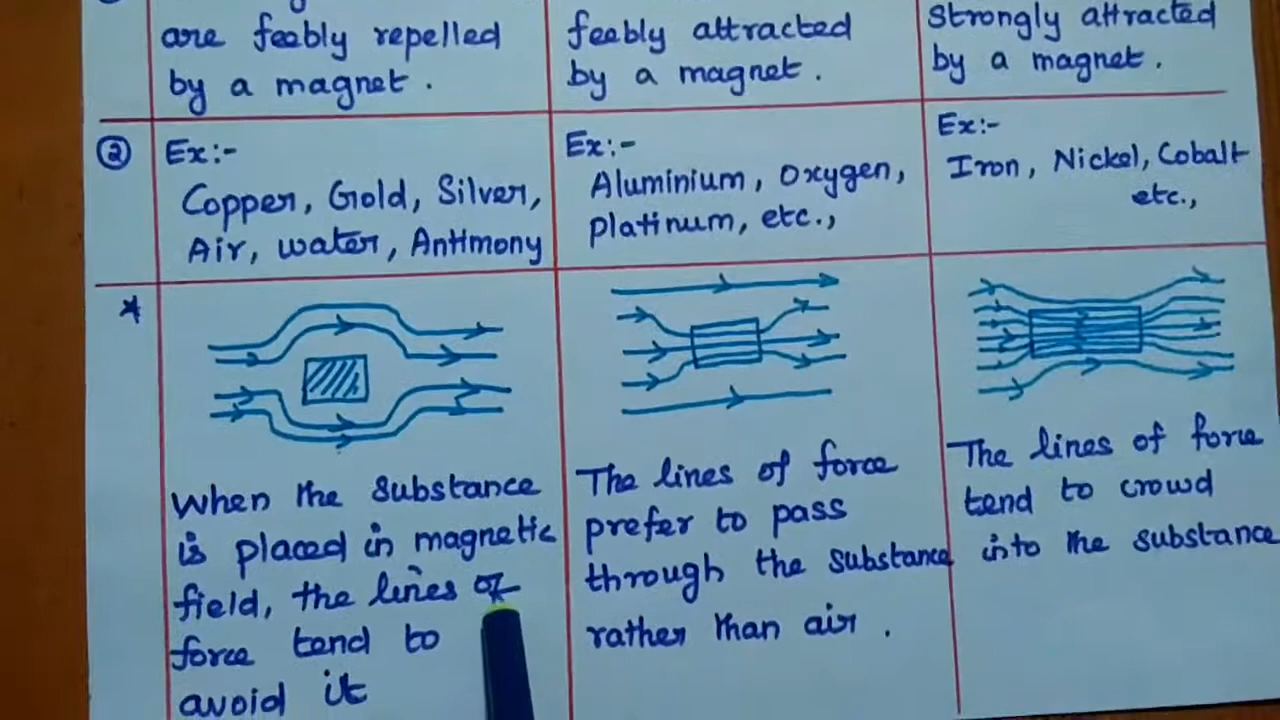 are feebly repelled
by a magnet .
feebly attracted
by a magnet .
Strongly attracted
by a magnet .
②
Ex:-
Copper, Gold, Silver,
Air, water, Antimony
Ex:-
Aluminium, Oxygen,
Platinum, etc.,
Ex:-
Iron, Nickel, Cobalt
etc.,
When the substance
is placed in magnetic
field, the lines of
force tend to
avoid it
The lines of force
prefer to pass
through the substance
rather than air .
The lines of force
tend to crowd
into the substance